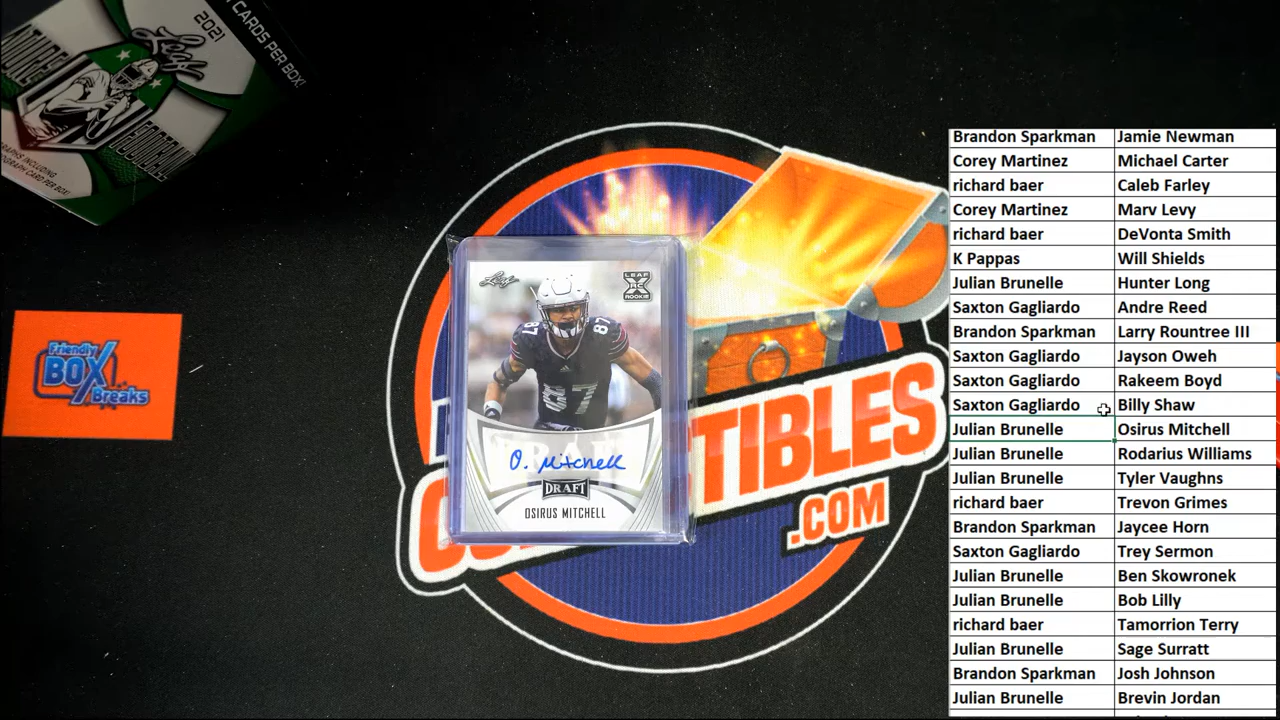 2021
Leaf
CARDS PER BOX!
FOOTBALL
GRAPH CARD PER BOX!
Friendly
BOX
Breaks
Leaf
LEAF
RC
ROOKIE
87
87
87
O. Mitchell
DRAFT
OSIRUS MITCHELL
TIBLES
.COM
Brandon Sparkman Jamie Newman
Corey Martinez Michael Carter
richard baer Caleb Farley
Corey Martinez Marv Levy
richard baer DeVonta Smith
K Pappas Will Shields
Julian Brunelle Hunter Long
Saxton Gagliardo Andre Reed
Brandon Sparkman Larry Rountree III
Saxton Gagliardo Jayson Oweh
Saxton Gagliardo Rakeem Boyd
Saxton Gagliardo Billy Shaw
Julian Brunelle Osirus Mitchell
Julian Brunelle Rodarius Williams
Julian Brunelle Tyler Vaughns
richard baer Trevon Grimes
Brandon Sparkman Jaycee Horn
Saxton Gagliardo Trey Sermon
Julian Brunelle Ben Skowronek
Julian Brunelle Bob Lilly
richard baer Tamorrion Terry
Julian Brunelle Sage Surratt
Brandon Sparkman Josh Johnson
Julian Brunelle Brevin Jordan